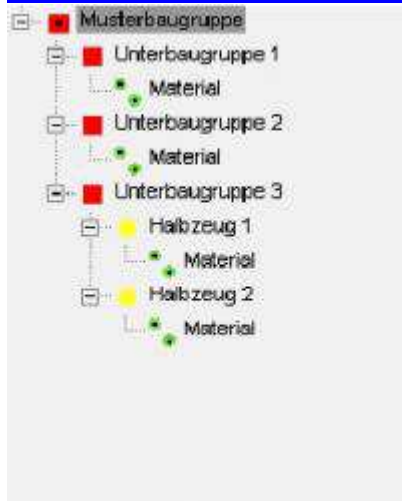 Musterbaugruppe
Unterbaugruppe 1
Material
Unterbaugruppe 2
Material
Unterbaugruppe 3
Halbzeug 1
Material
Halbzeug 2
Material